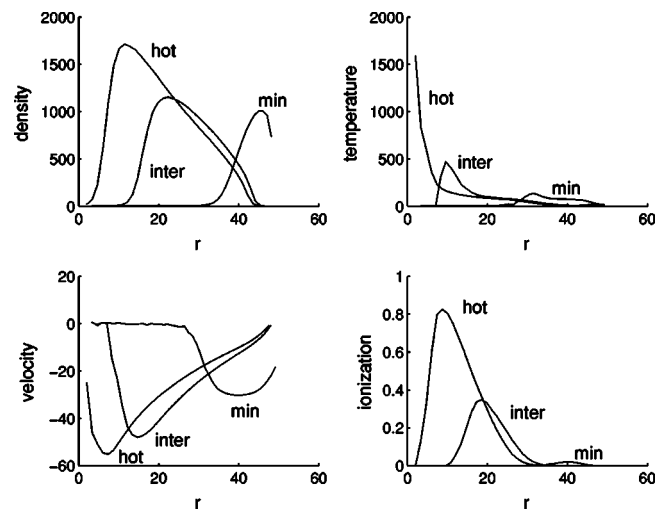 2000
1500
1000
500
0
0
20
40
60
density
r
hot
inter
min
2000
1500
1000
500
0
0
20
40
60
temperature
r
hot
inter
min
20
0
−20
−40
−60
0
20
40
60
velocity
r
hot
inter
min
1
0.8
0.6
0.4
0.2
0
0
20
40
60
ionization
r
hot
inter
min